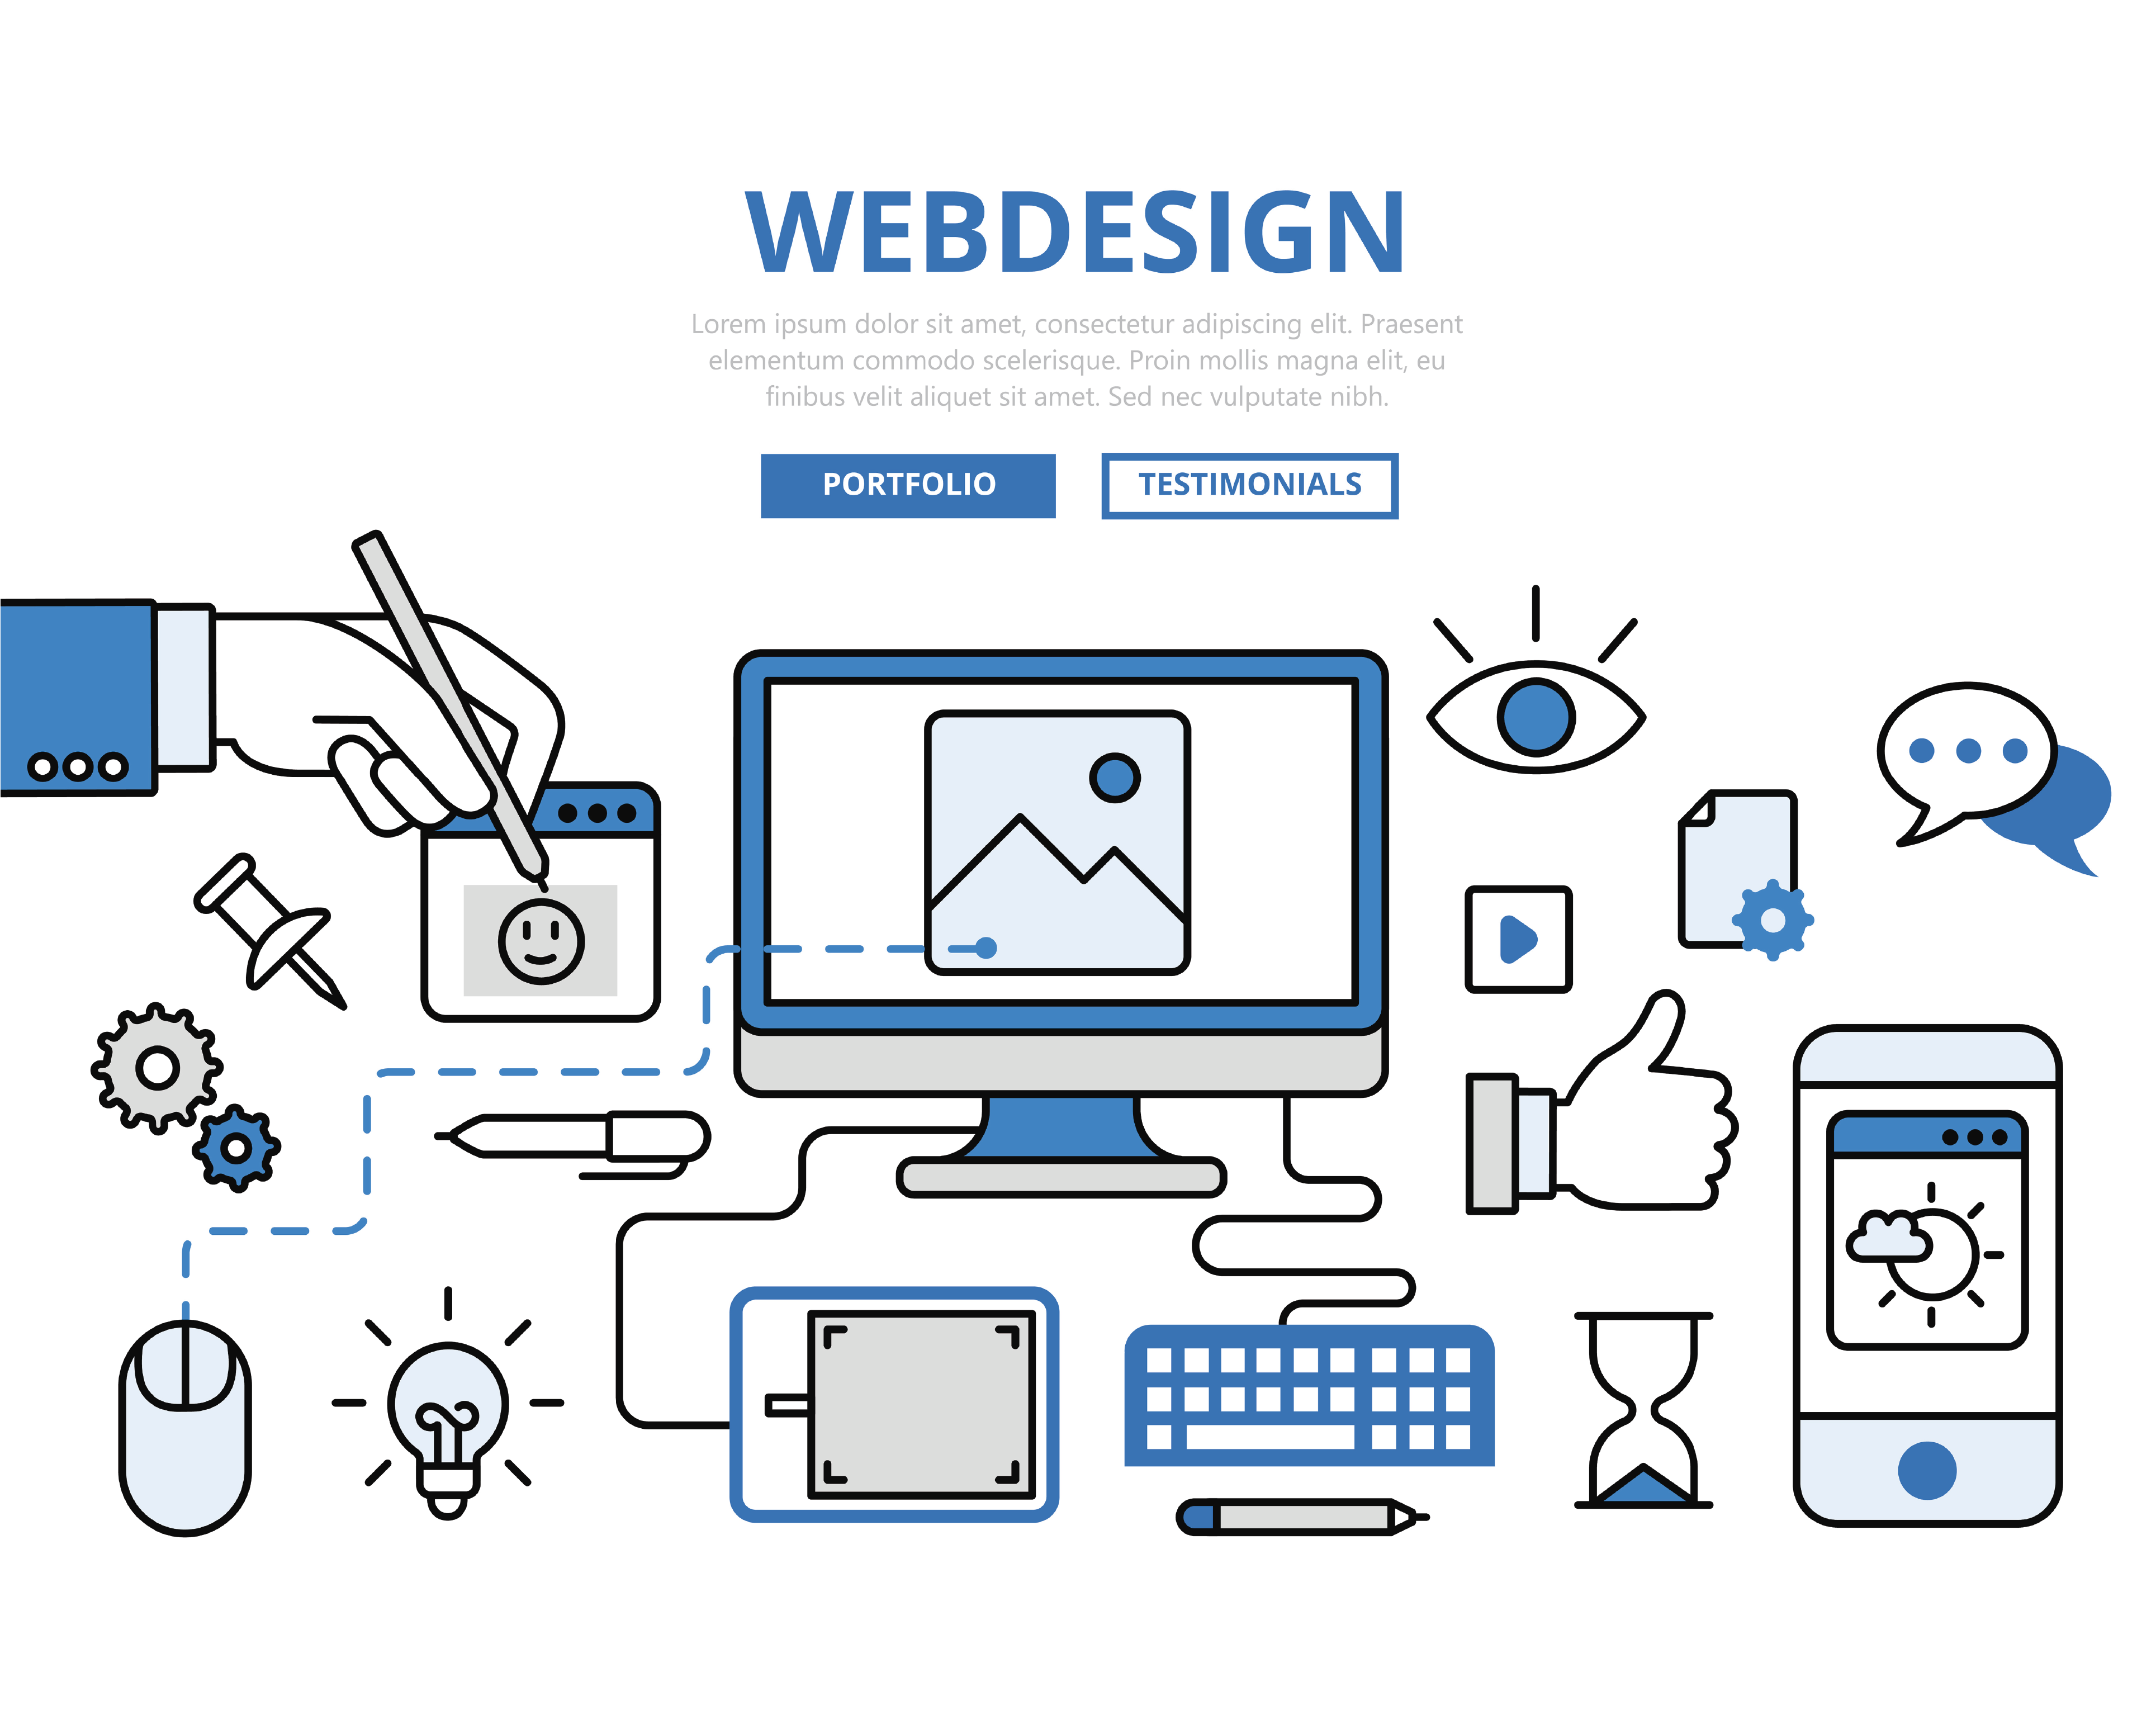 WEBDESIGN
Lorem ipsum dolor sit amet, consectetur adipiscing elit. Praesent
elementum commodo scelerisque. Proin mollis magna elit, eu
finibus velit aliquet sit amet. Sed nec vulputate nibh.
PORTFOLIO
TESTIMONIALS